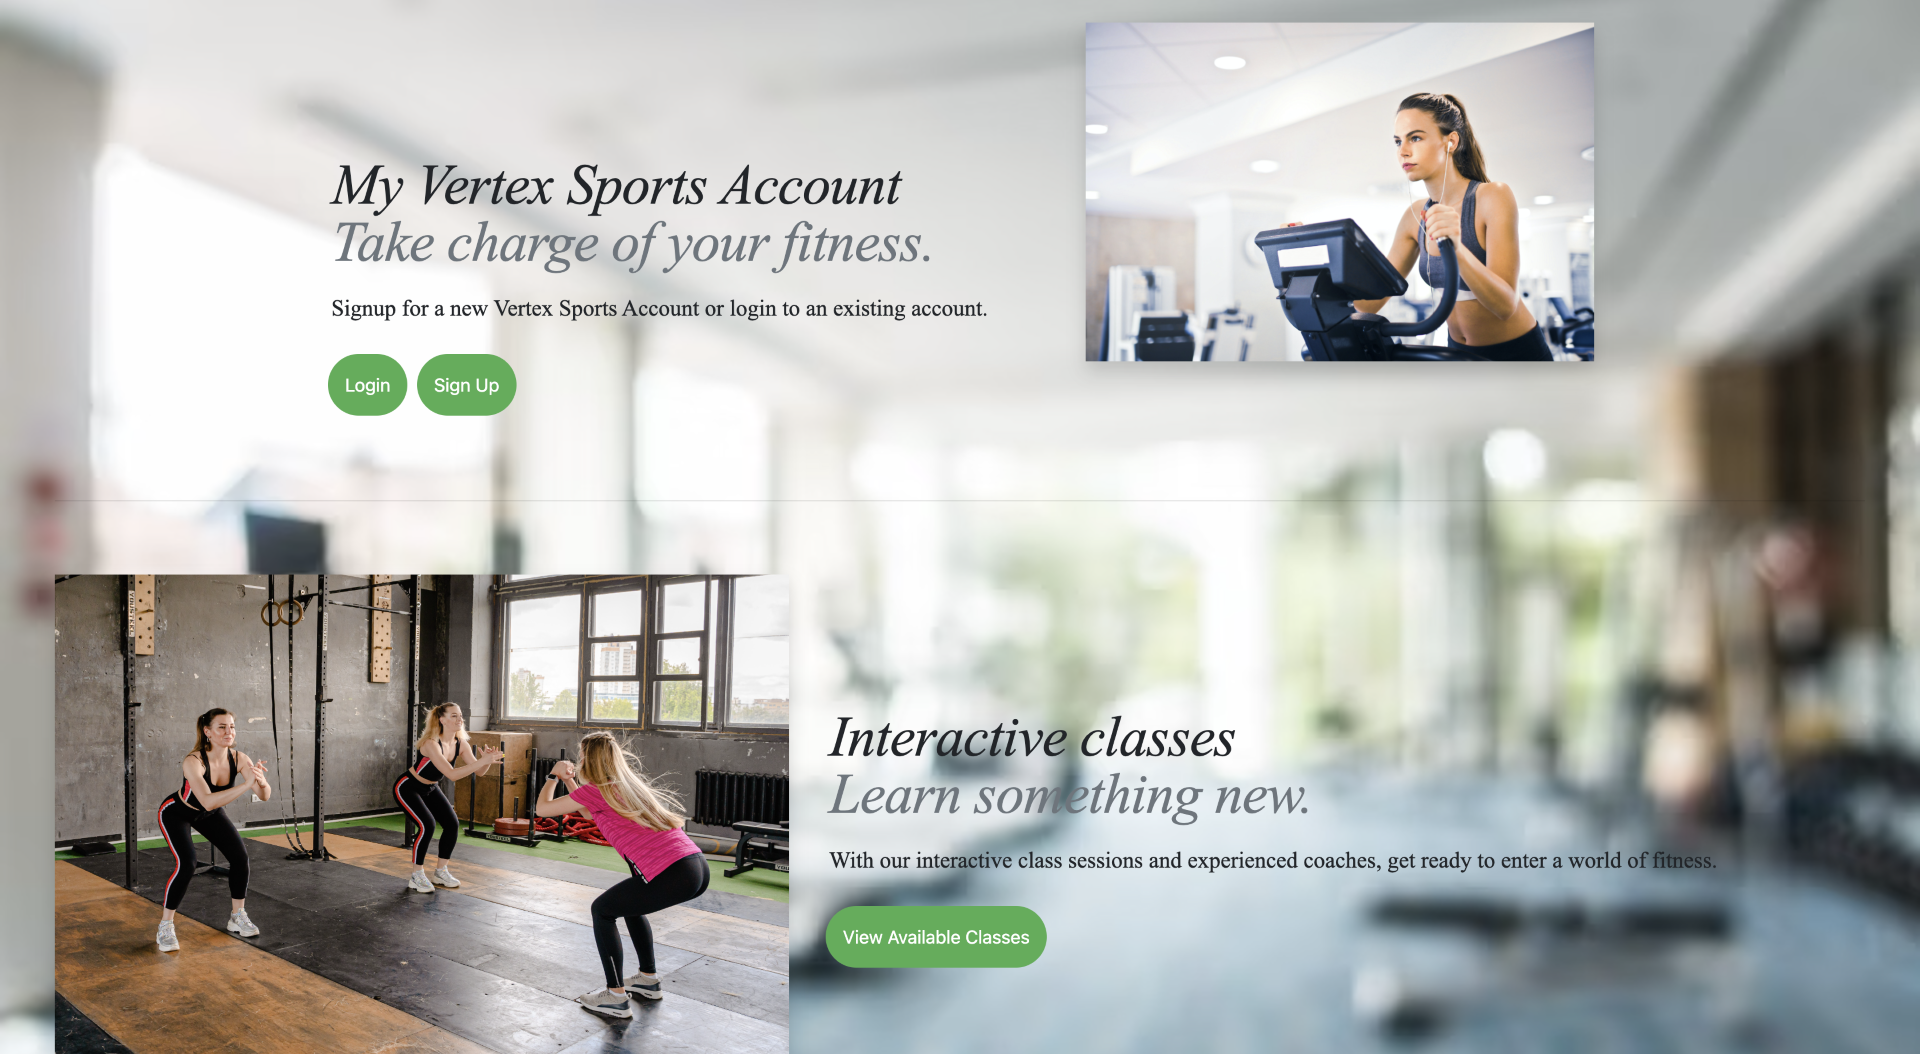 My Vertex Sports Account
Take charge of your fitness.
Signup for a new Vertex Sports Account or login to an existing account.
Login
Sign Up
Interactive classes
Learn something new.
With our interactive class sessions and experienced coaches, get ready to enter a world of fitness.
View Available Classes